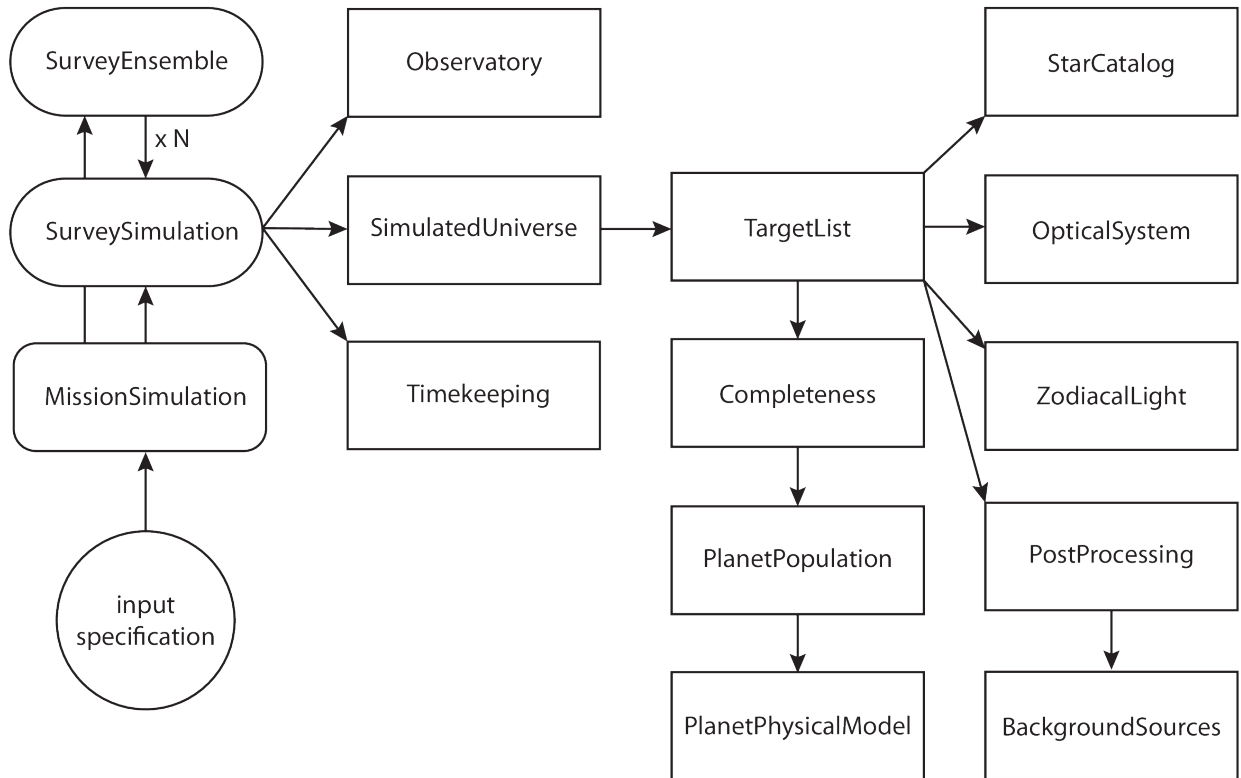 SurveyEnsemble
Observatory
StarCatalog
x N
SurveySimulation
SimulatedUniverse
TargetList
OpticalSystem
MissionSimulation
Timekeeping
Completeness
ZodiacalLight
input
specification
PlanetPopulation
PostProcessing
PlanetPhysicalModel
BackgroundSources